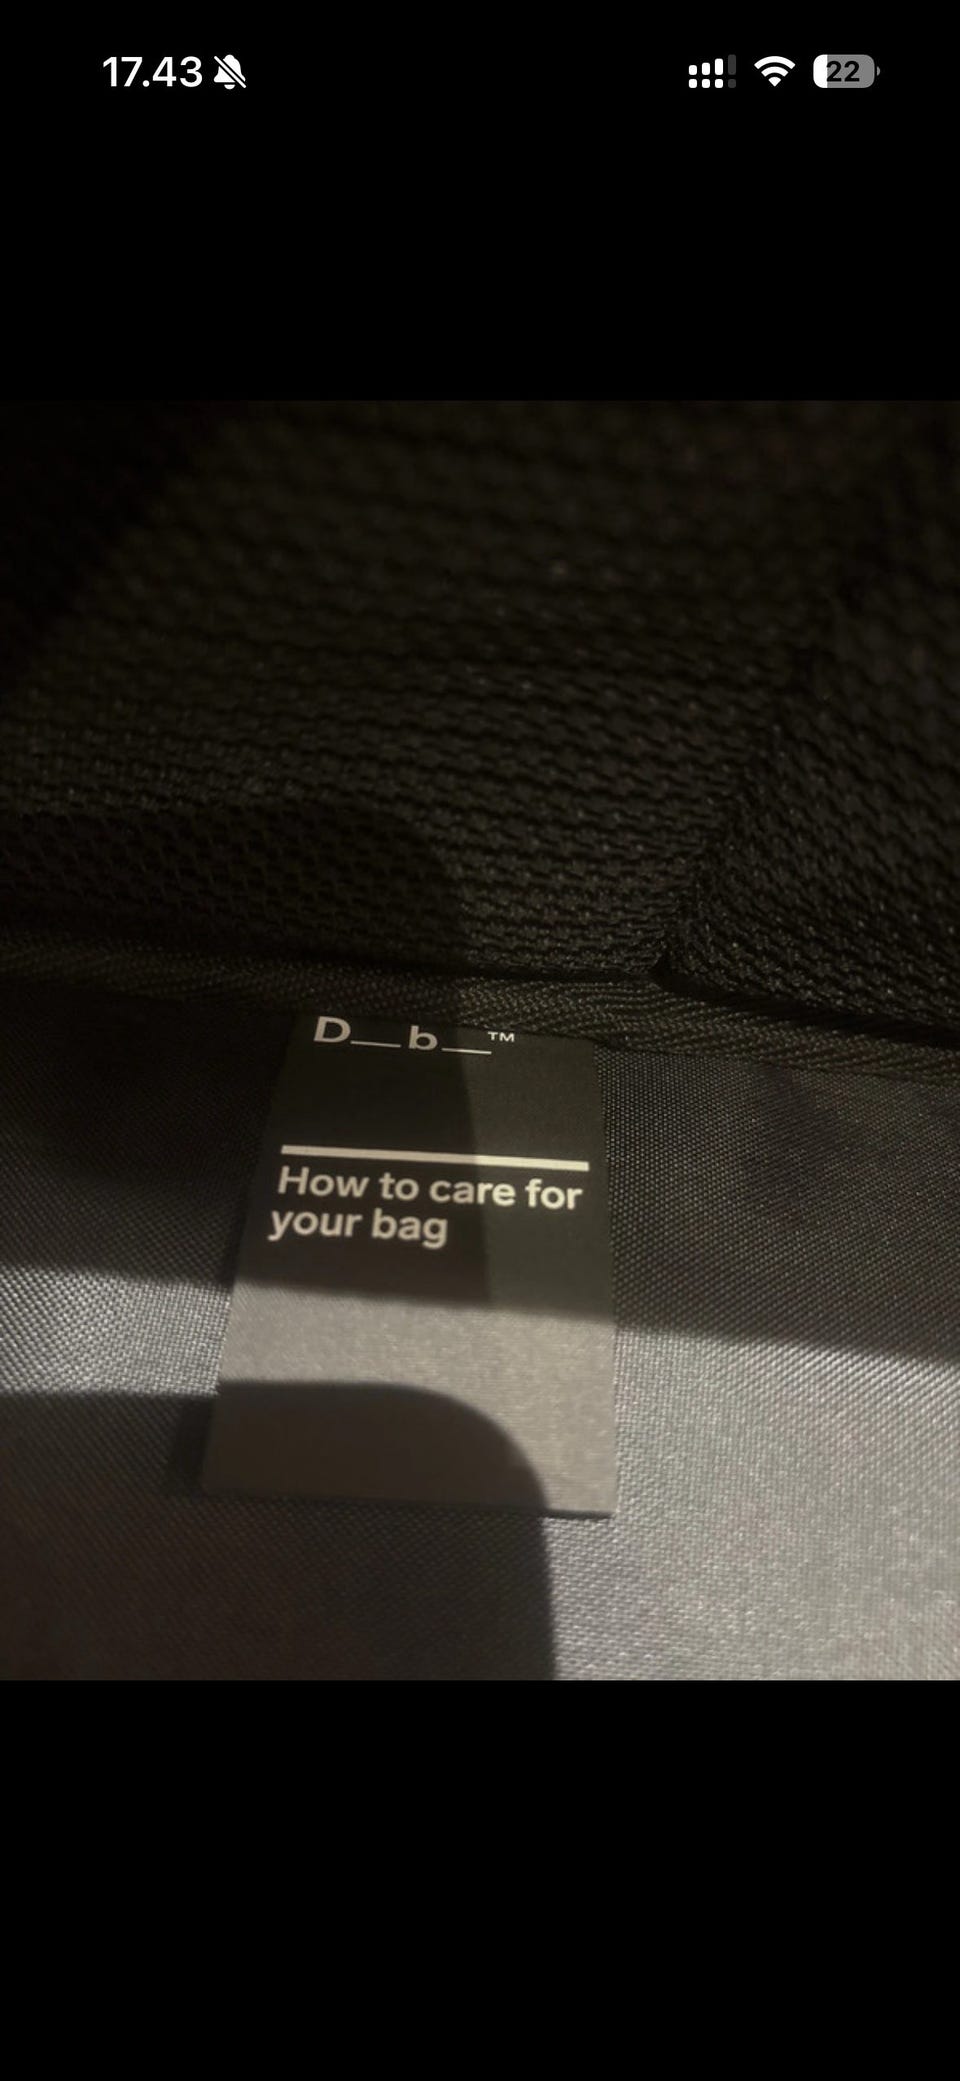 17.43
22
D__b__™
How to care for
your bag